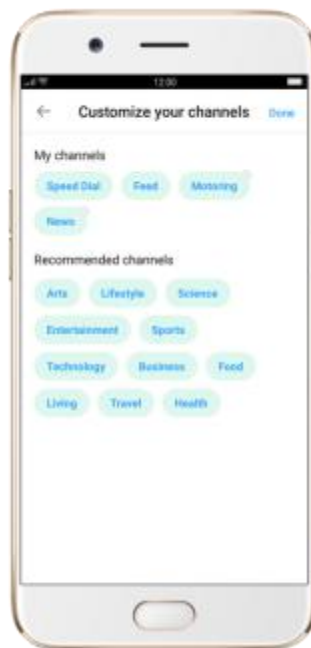 12:00
Customize your channels Done
My channels
Speed Dial Feed Motoring
News
Recommended channels
Arts Lifestyle Science
Entertainment Sports
Technology Business Food
Living Travel Health